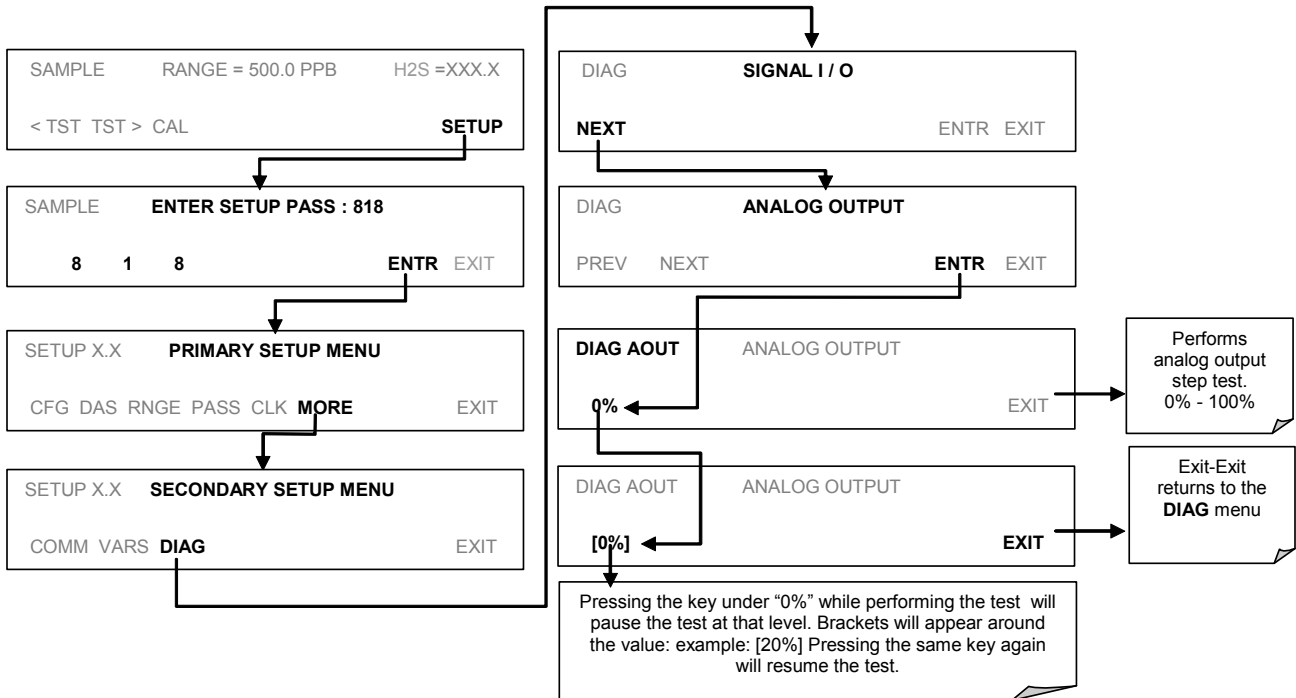 SAMPLE RANGE = 500.0 PPB H2S =XXX.X
< TST TST > CAL SETUP
SAMPLE ENTER SETUP PASS : 818
8 1 8 ENTR EXIT
SETUP X.X PRIMARY SETUP MENU
CFG DAS RNGE PASS CLK MORE EXIT
SETUP X.X SECONDARY SETUP MENU
COMM VARS DIAG EXIT
DIAG SIGNAL I / O
NEXT ENTR EXIT
DIAG ANALOG OUTPUT
PREV NEXT ENTR EXIT
DIAG AOUT ANALOG OUTPUT
0% EXIT
Performs
analog output
step test.
0% - 100%
DIAG AOUT ANALOG OUTPUT
[0%] EXIT
Exit-Exit
returns to the
DIAG menu
Pressing the key under “0%” while performing the test will
pause the test at that level. Brackets will appear around
the value: example: [20%] Pressing the same key again
will resume the test.